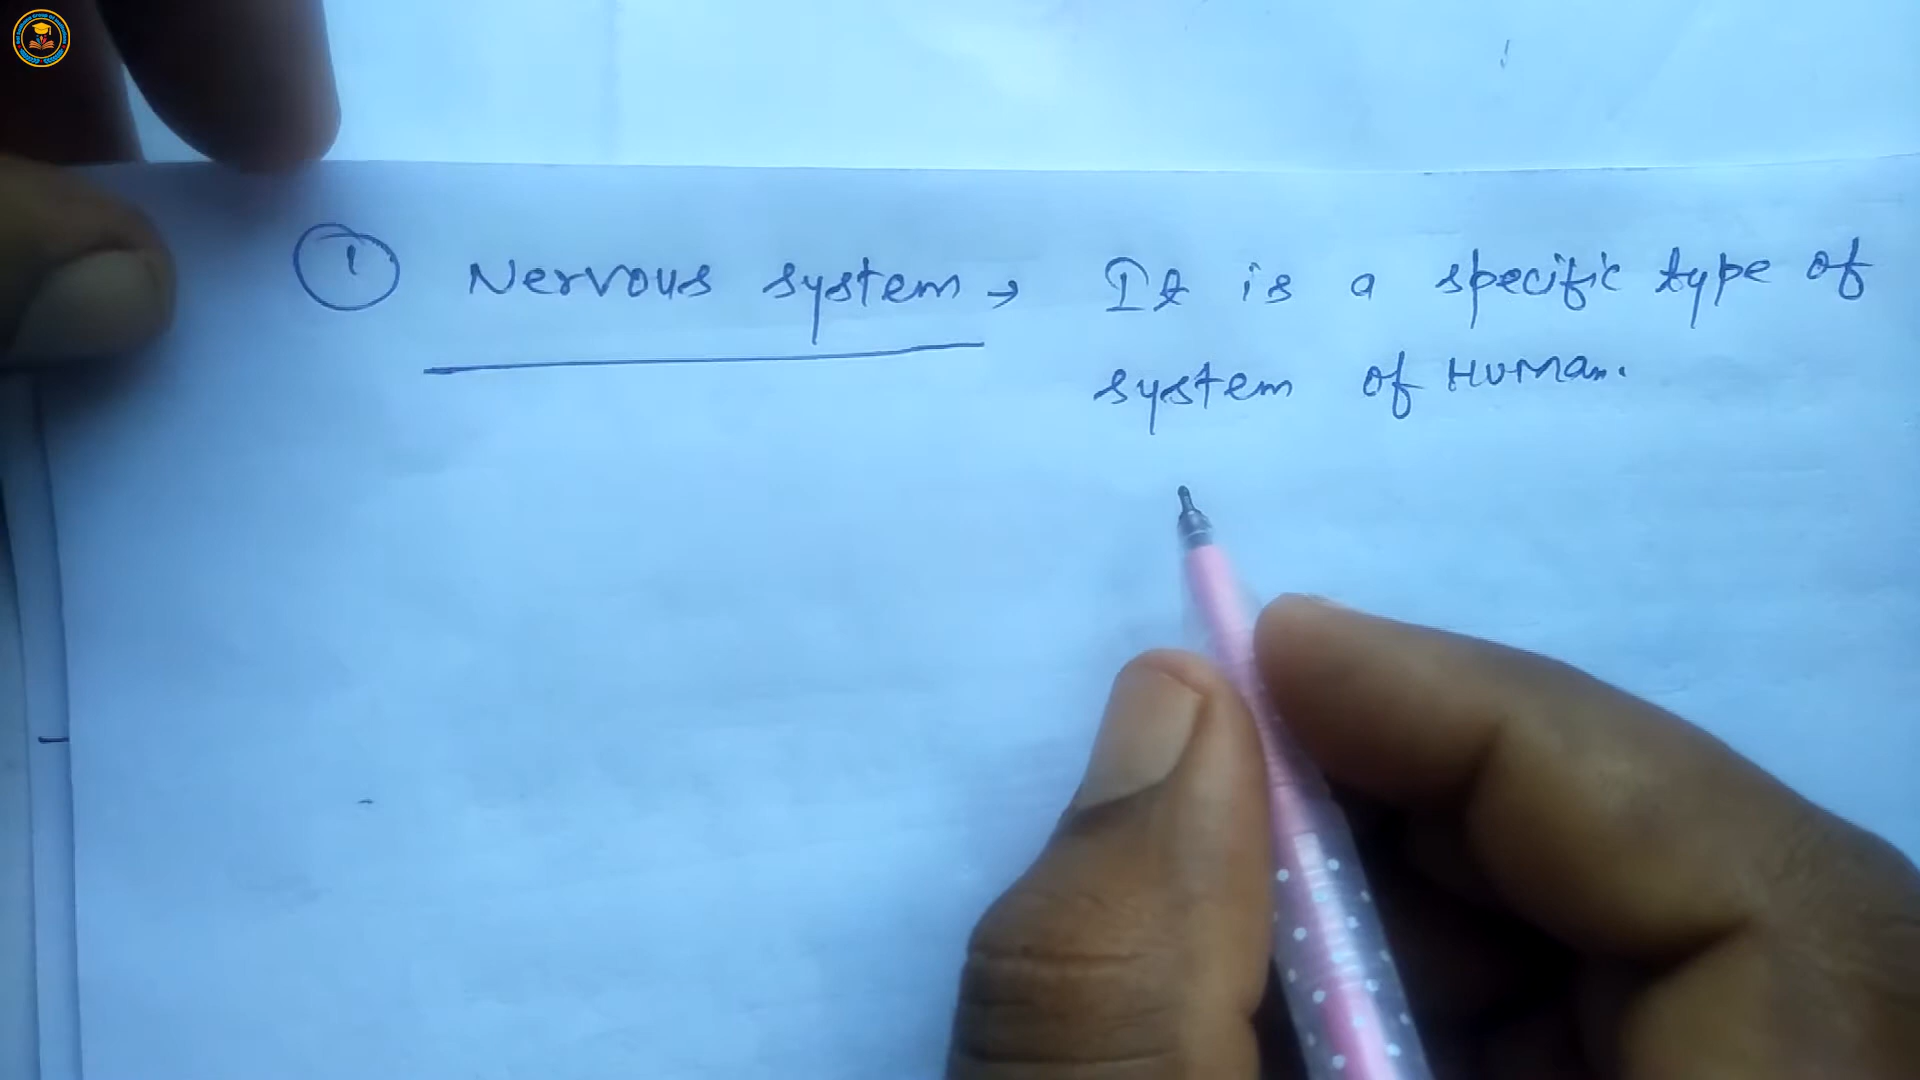 ① Nervous system → It is a specific type of
system of Human.